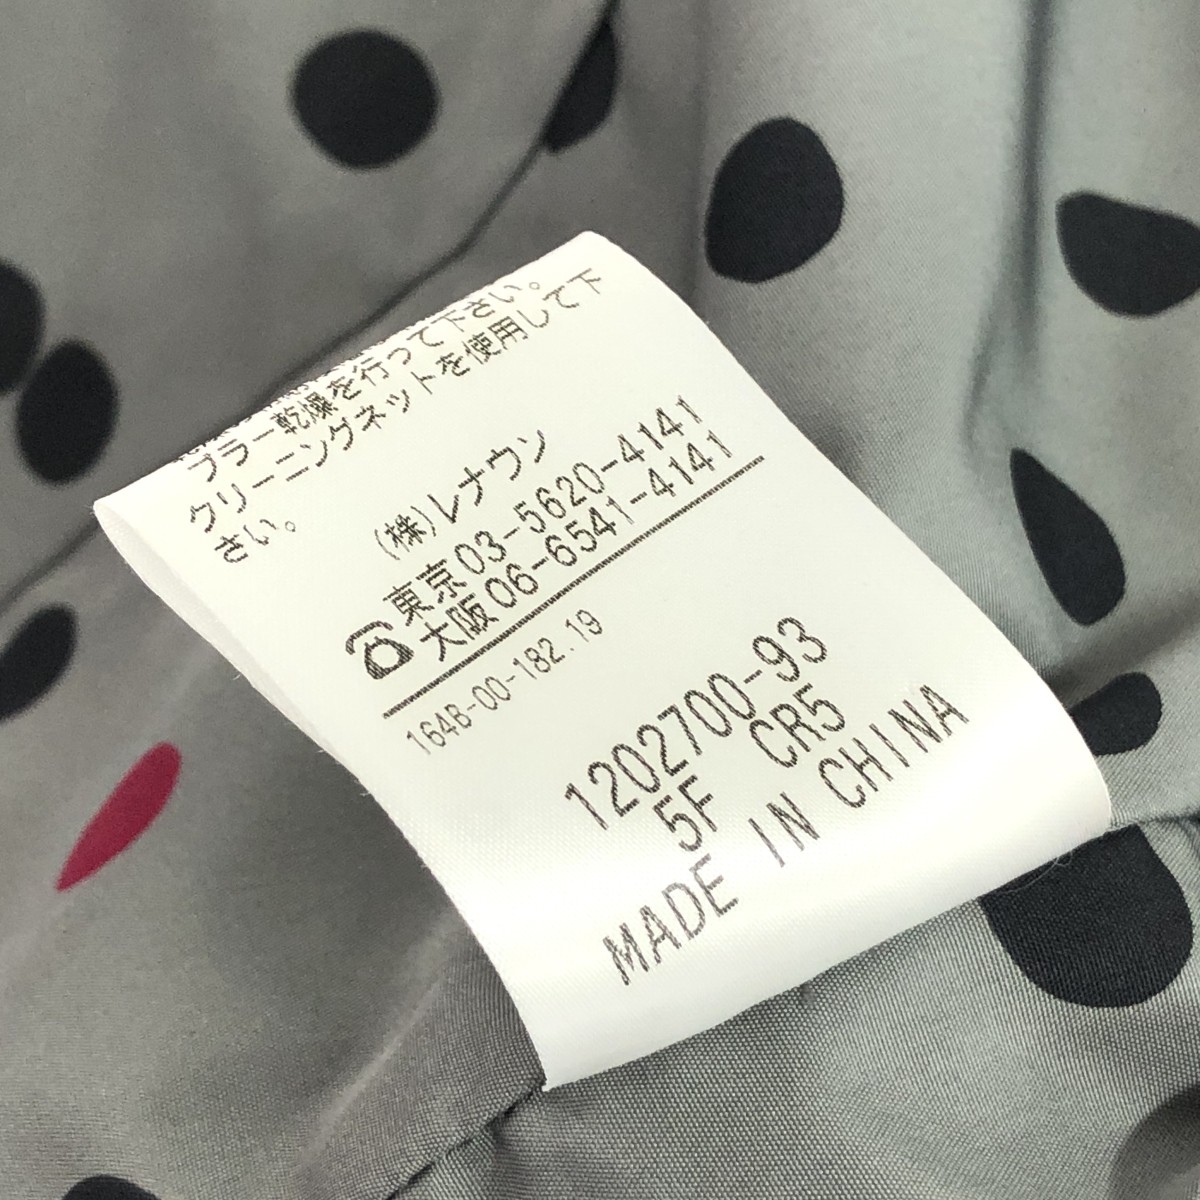 ブラー乾燥を行って下さい。
クリーニングネットを使用して下
さい。
(株)レナウン
東京03-5620-4141
大阪06-6541-4141
164B-00-182.19
1202700-93
5F CR5
MADE IN CHINA